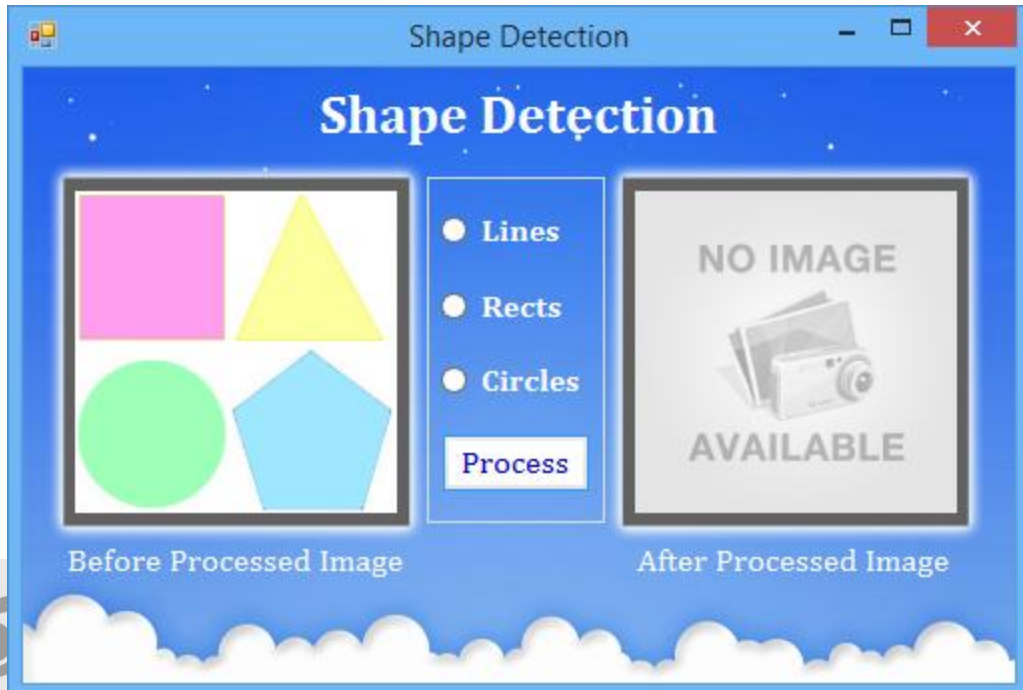 Shape Detection
Shape Detection
Lines
Rects
Circles
Process
NO IMAGE
AVAILABLE
Before Processed Image
After Processed Image